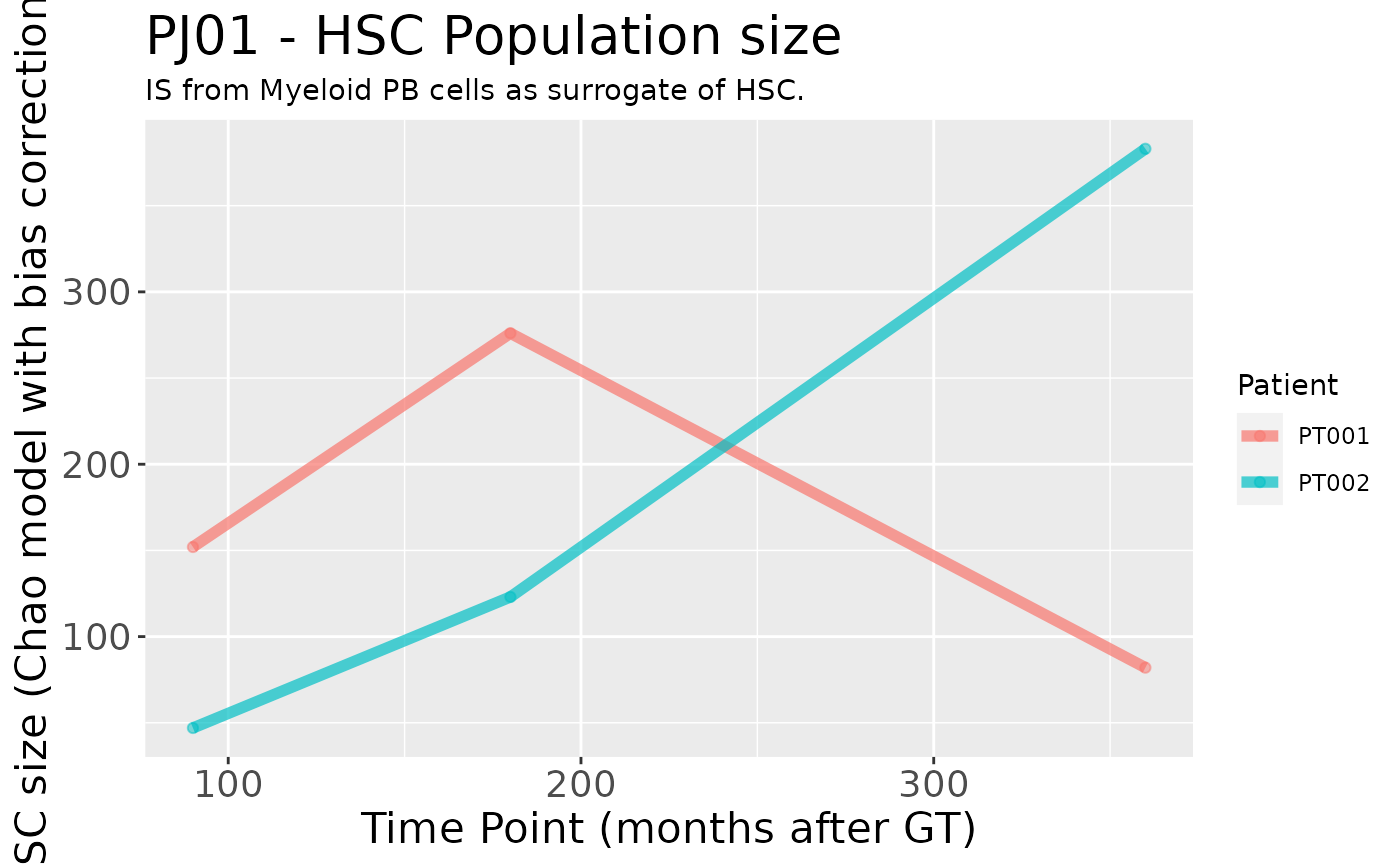 PJ01 - HSC Population size
IS from Myeloid PB cells as surrogate of HSC.
SC size (Chao model with bias correction
300
200
100
100
200
300
Time Point (months after GT)
Patient
PT001
PT002